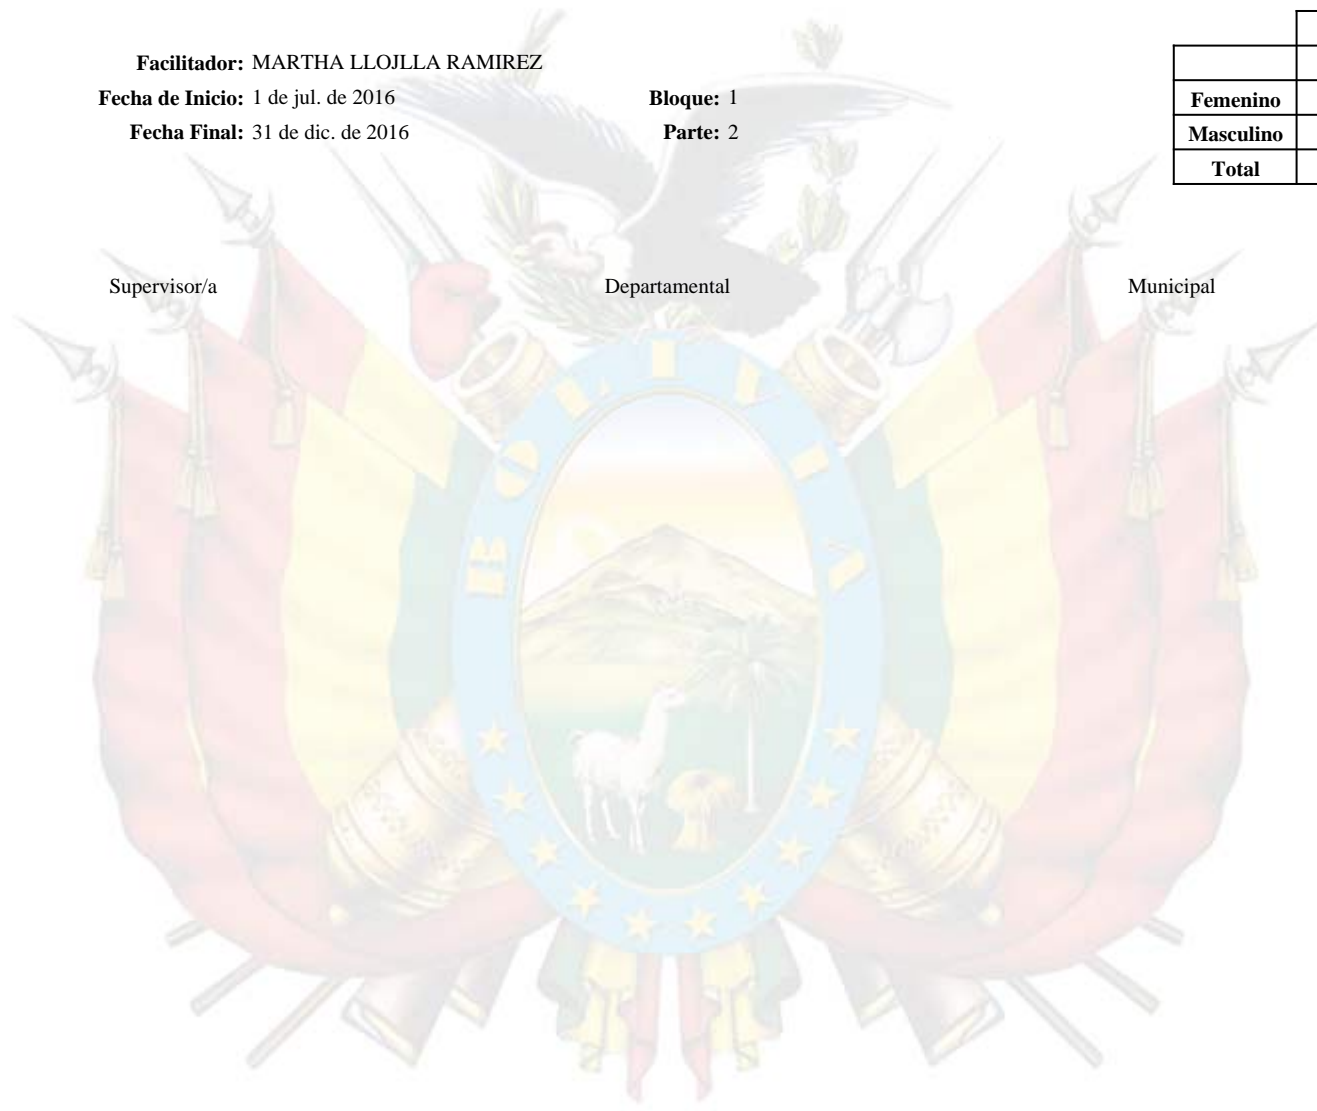 Facilitador: MARTHA LLOJLLA RAMIREZ
Fecha de Inicio: 1 de jul. de 2016 Bloque: 1
Femenino
Fecha Final: 31 de dic. de 2016 Parte: 2
Masculino
Total
Supervisor/a Departamental Municipal
BOLIVIA